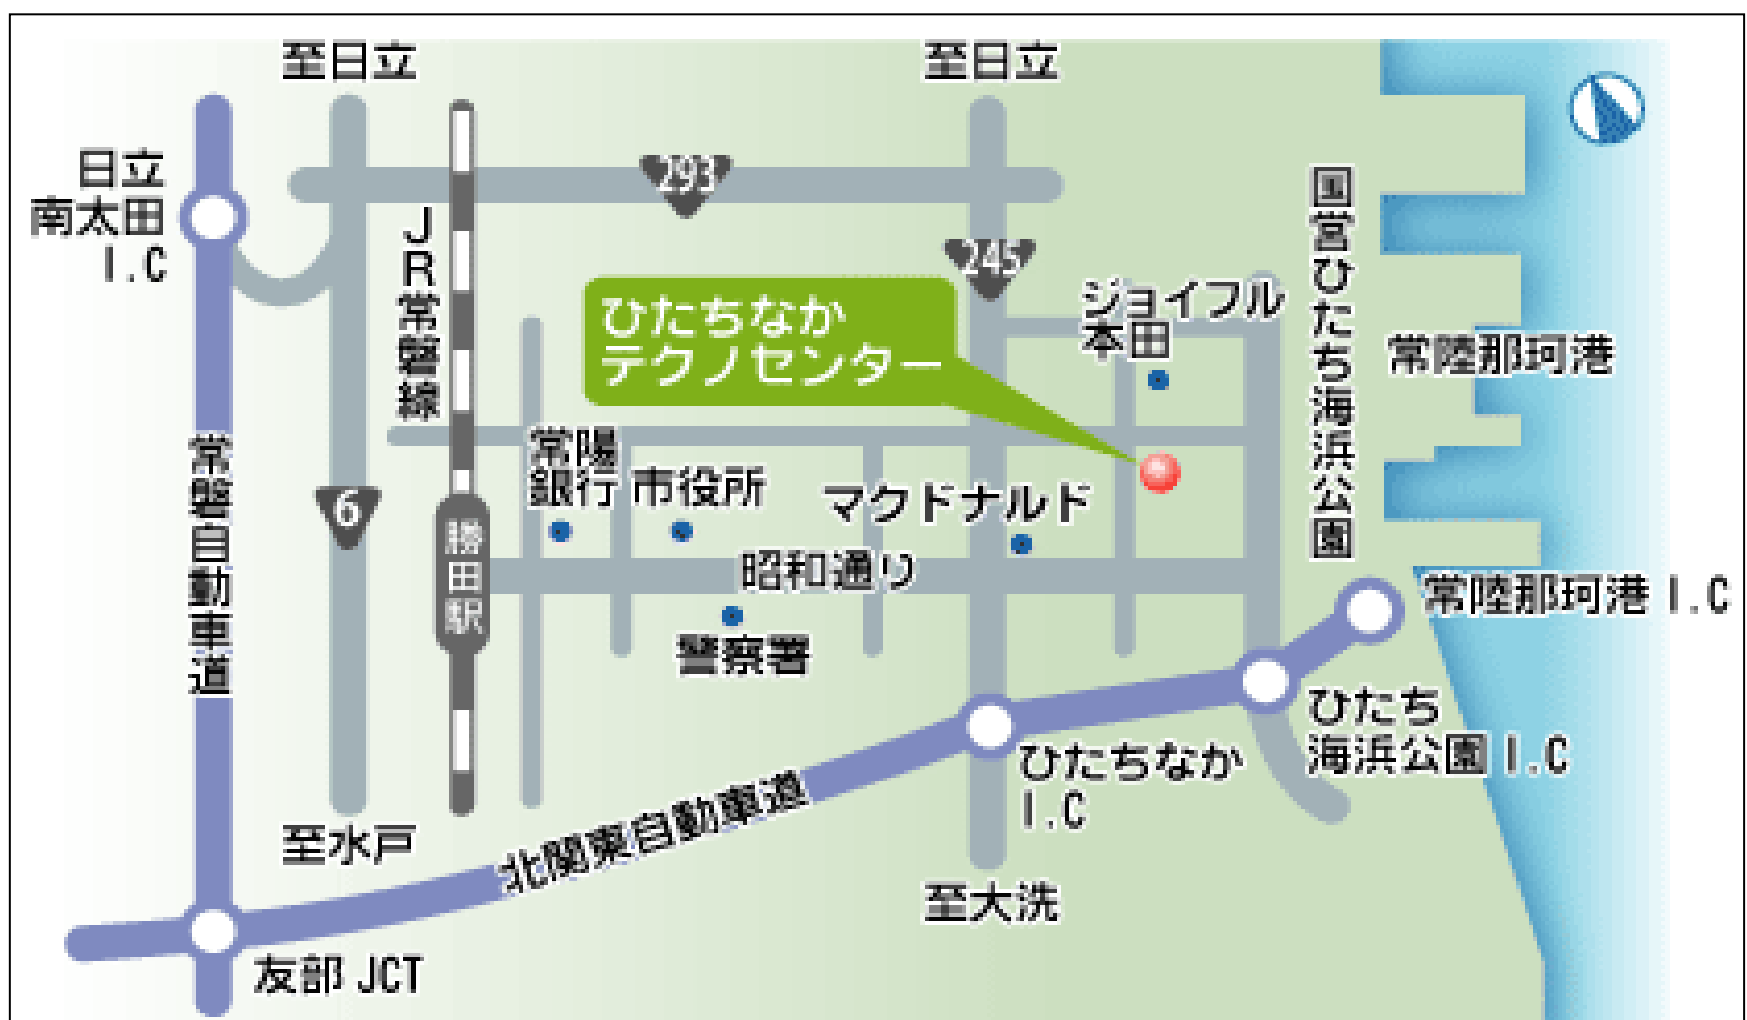 至日立
至日立
日立
南太田
I.C
293
JR常磐線
245
国営ひたち海浜公園
ひたちなか
テクノセンター
ジョイフル
本田
常陸那珂港
常磐自動車道
6
常陽
銀行
市役所
マクドナルド
勝田駅
昭和通り
常陸那珂港 I.C
警察署
ひたち
海浜公園 I.C
ひたちなか
I.C
北関東自動車道
至水戸
至大洗
友部 JCT